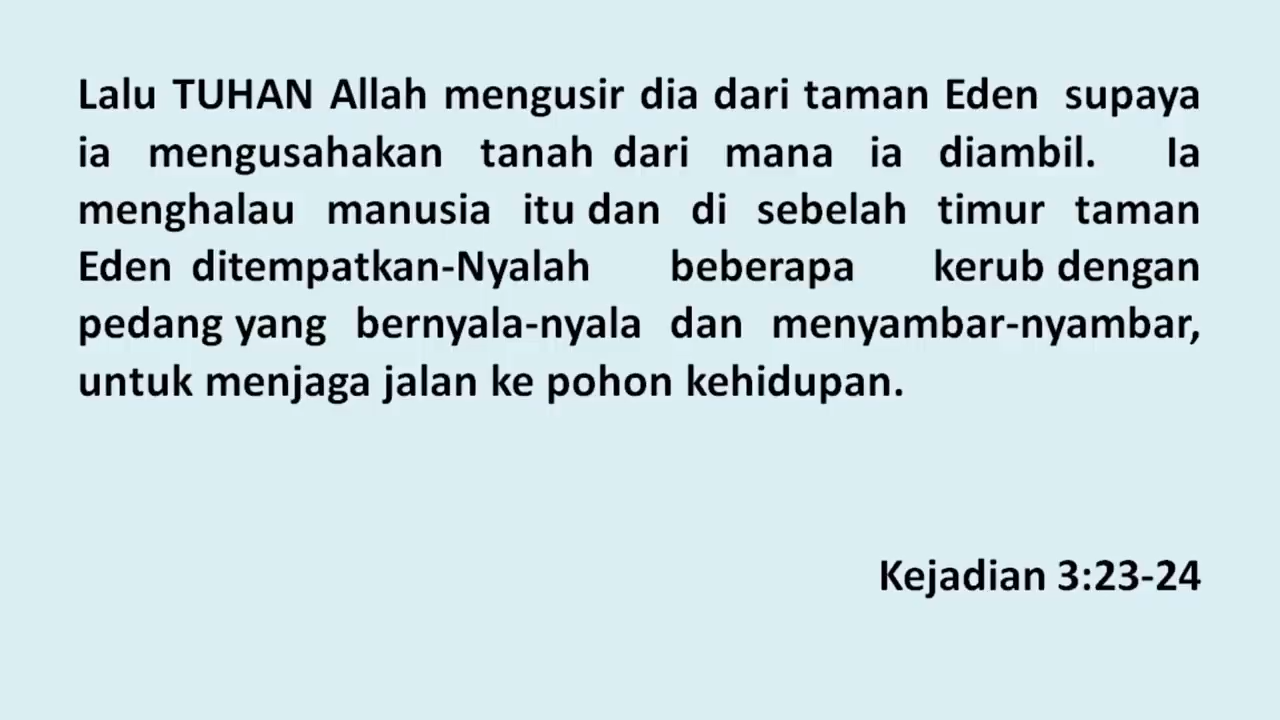 Lalu TUHAN Allah mengusir dia dari taman Eden supaya
ia mengusahakan tanah dari mana ia diambil. Ia
menghalau manusia itu dan di sebelah timur taman
Eden ditempatkan-Nyalah beberapa kerub dengan
pedang yang bernyala-nyala dan menyambar-nyambar,
untuk menjaga jalan ke pohon kehidupan.
Kejadian 3:23-24